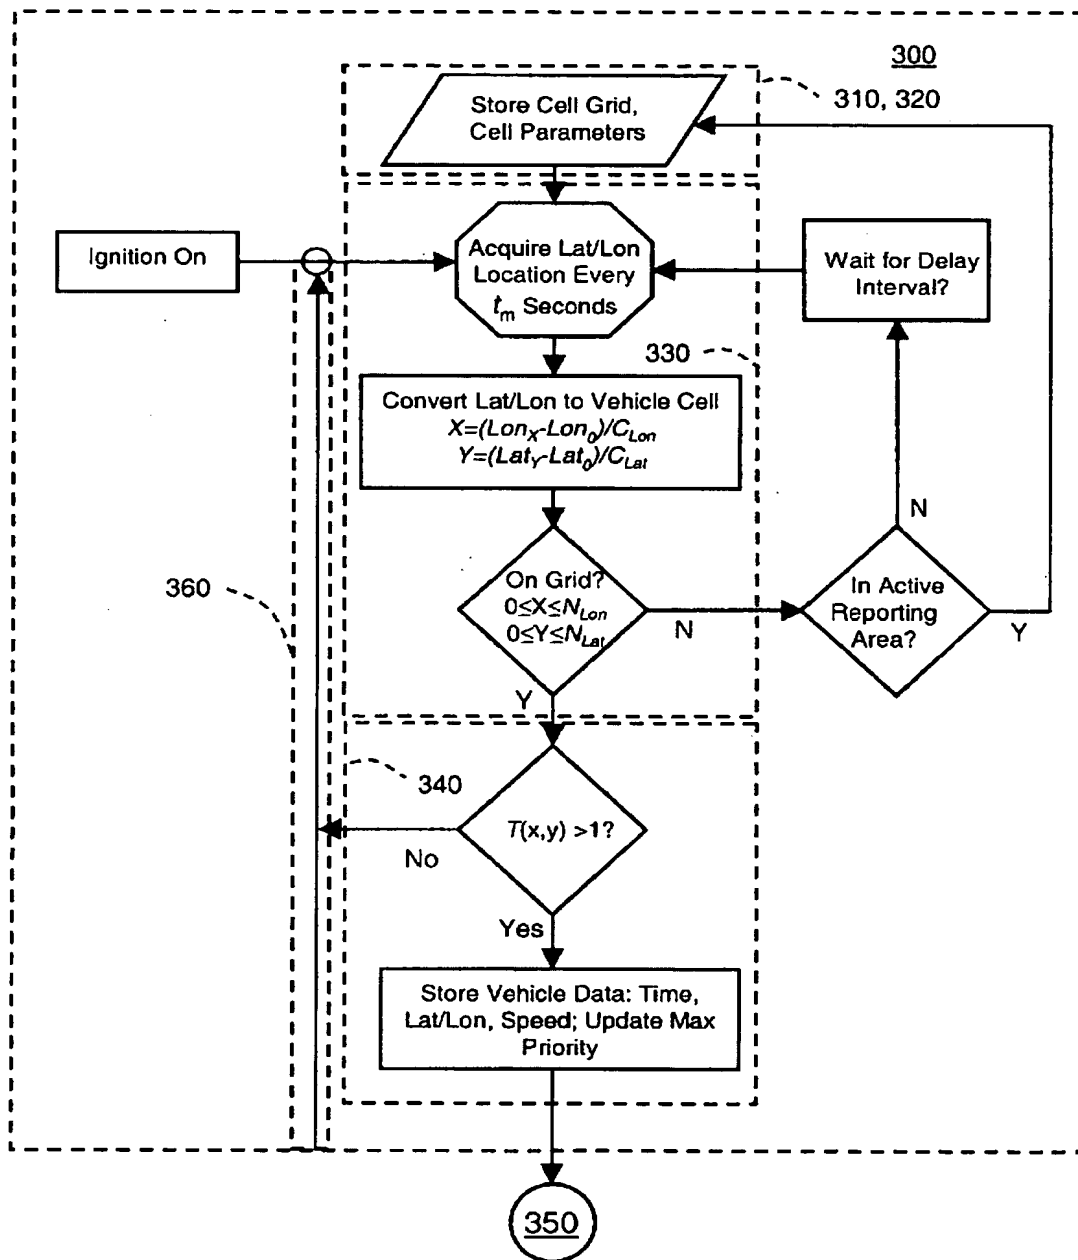 300
310, 320
Store Cell Grid,
Cell Parameters
Ignition On
Acquire Lat/Lon
Location Every
tm Seconds
Wait for Delay
Interval?
330
Convert Lat/Lon to Vehicle Cell
X=(LonX-Lon0)/CLon
Y=(LatY-Lat0)/CLat
N
360
On Grid?
0≤X≤NLon
0≤Y≤NLat
N
In Active
Reporting
Area?
Y
Y
340
T(x,y) >1?
No
Yes
Store Vehicle Data: Time,
Lat/Lon, Speed; Update Max
Priority
350